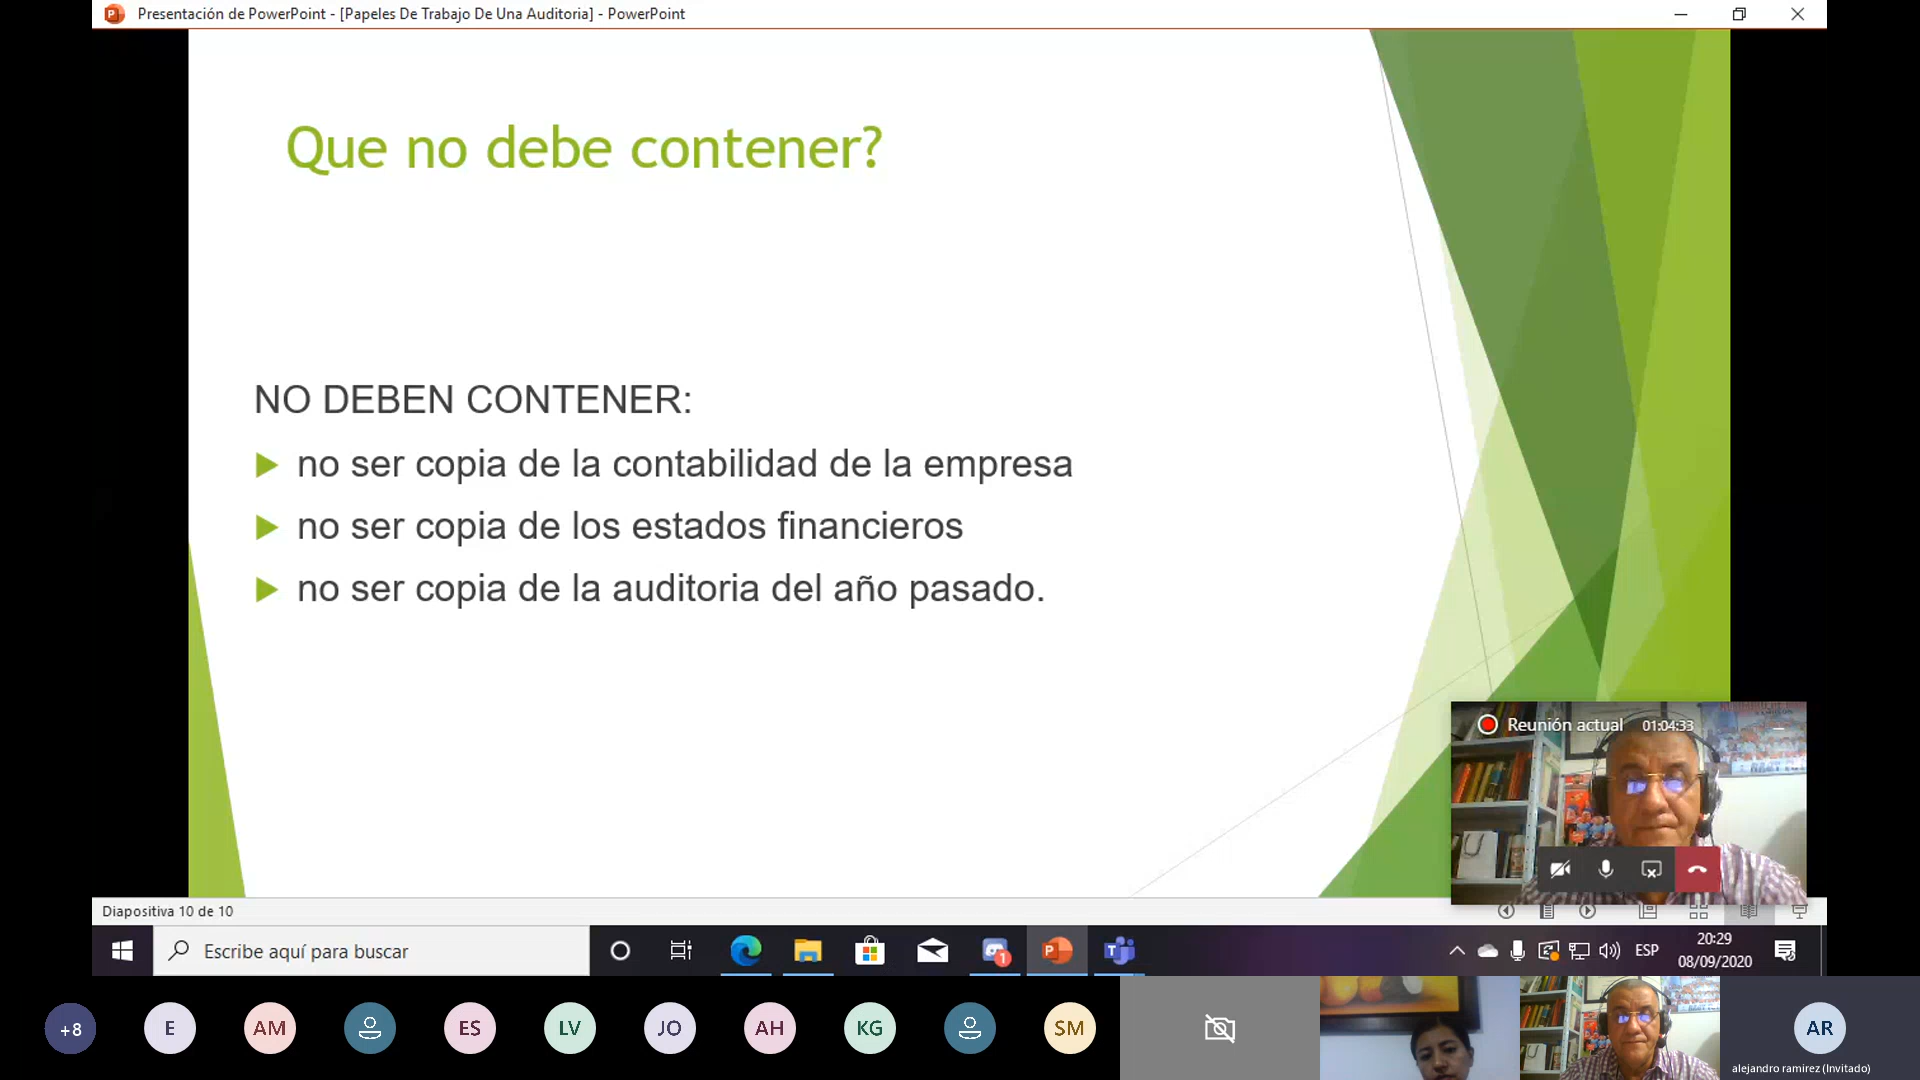 Presentación de PowerPoint - [Papeles De Trabajo De Una Auditoria] - PowerPoint
Que no debe contener?
NO DEBEN CONTENER:
no ser copia de la contabilidad de la empresa
no ser copia de los estados financieros
no ser copia de la auditoria del año pasado.
Reunión actual 01:04:33
Diapositiva 10 de 10
Escribe aquí para buscar
1
ESP
20:29
08/09/2020
+8
E
AM
ES
LV
JO
AH
KG
SM
AR
alejandro ramirez (Invitado)